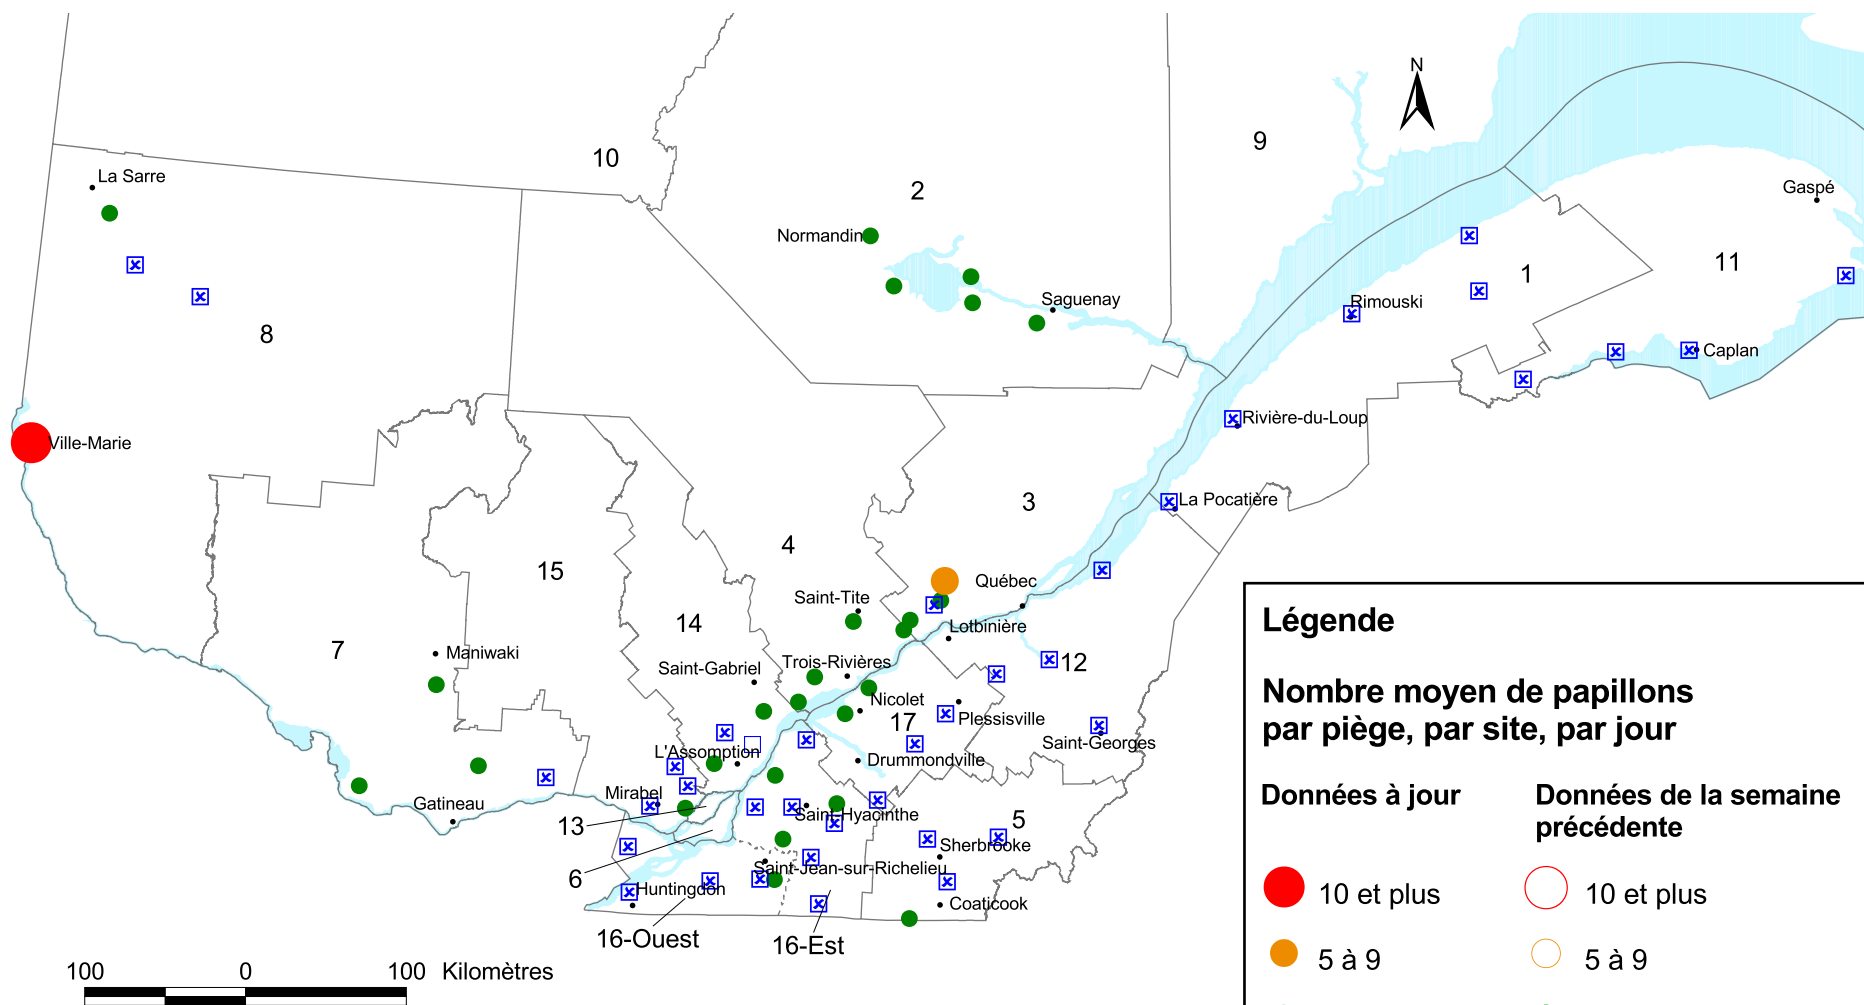 N
10
9
La Sarre
2
Gaspé
Normandin
11
1
Saguenay
Rimouski
8
Caplan
Rivière-du-Loup
Ville-Marie
La Pocatière
3
4
15
Québec
Saint-Tite
14
Lotbinière
7
Maniwaki
Saint-Gabriel
Trois-Rivières
12
Nicolet
17
Plessisville
Saint-Georges
L'Assomption
Drummondville
Mirabel
Gatineau
Saint-Hyacinthe
13
5
Sherbrooke
Saint-Jean-sur-Richelieu
6
Huntingdon
Coaticook
16-Ouest
16-Est
100 0 100 Kilomètres
Légende
Nombre moyen de papillons
par piège, par site, par jour
Données à jour
Données de la semaine
précédente
10 et plus
10 et plus
5 à 9
5 à 9